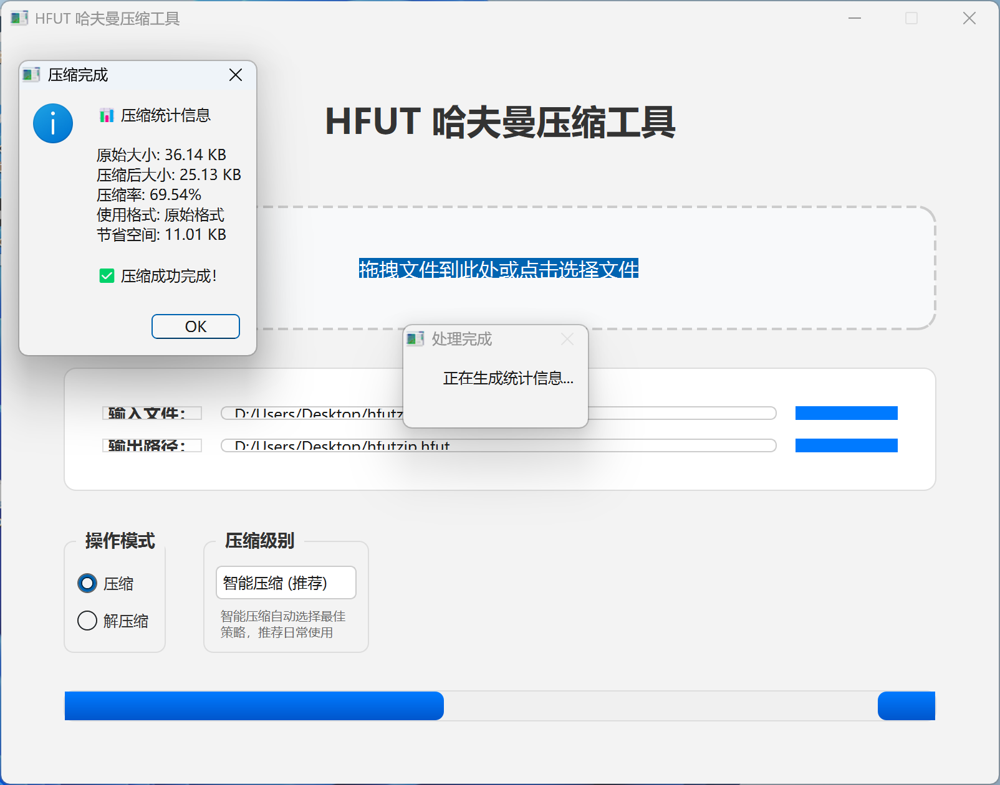 HFUT 哈夫曼压缩工具
压缩完成
压缩统计信息
原始大小: 36.14 KB
压缩后大小: 25.13 KB
压缩率: 69.54%
使用格式: 原始格式
节省空间: 11.01 KB
压缩成功完成!
OK
HFUT 哈夫曼压缩工具
拖拽文件到此处或点击选择文件
处理完成
正在生成统计信息...
输入文件:
D:/Users/Desktop/hfutz
输出路径:
D:/Users/Desktop/hfutzip.hfut
操作模式
压缩
解压缩
压缩级别
智能压缩 (推荐)
智能压缩自动选择最佳
策略，推荐日常使用